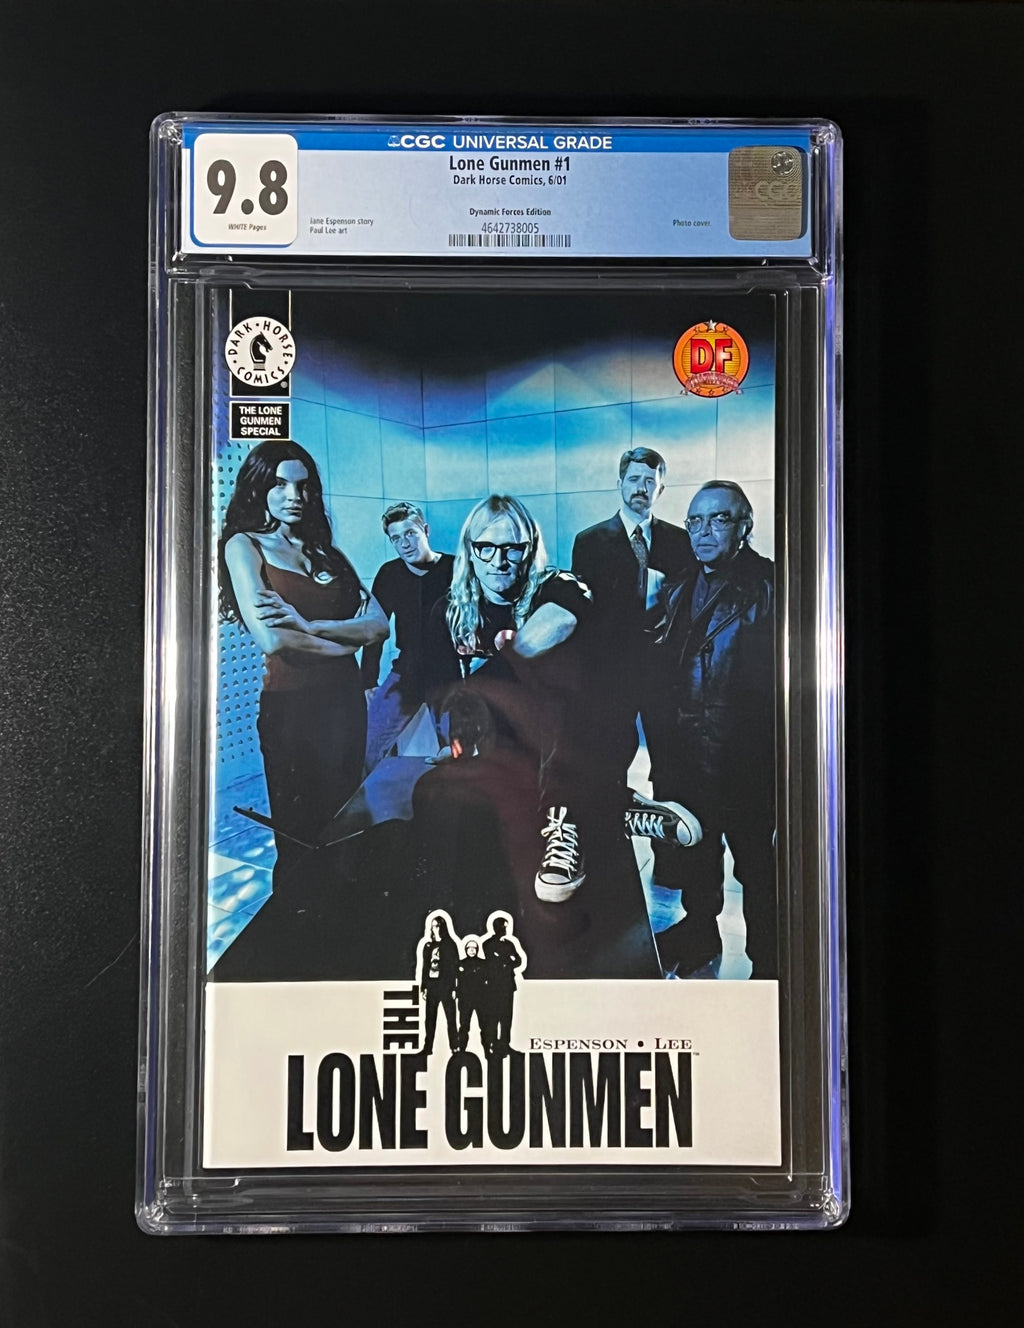 CGC UNIVERSAL GRADE
9.8
WHITE Pages
Lone Gunmen #1
Dark Horse Comics, 6/01
Dynamic Forces Edition
4642738005
Jane Espenson story
Paul Lee art
Photo cover.
CGC
DARK HORSE COMICS
®
THE LONE
GUNMEN
SPECIAL
DF
ESPENSON • LEE
THE
LONE GUNMEN™